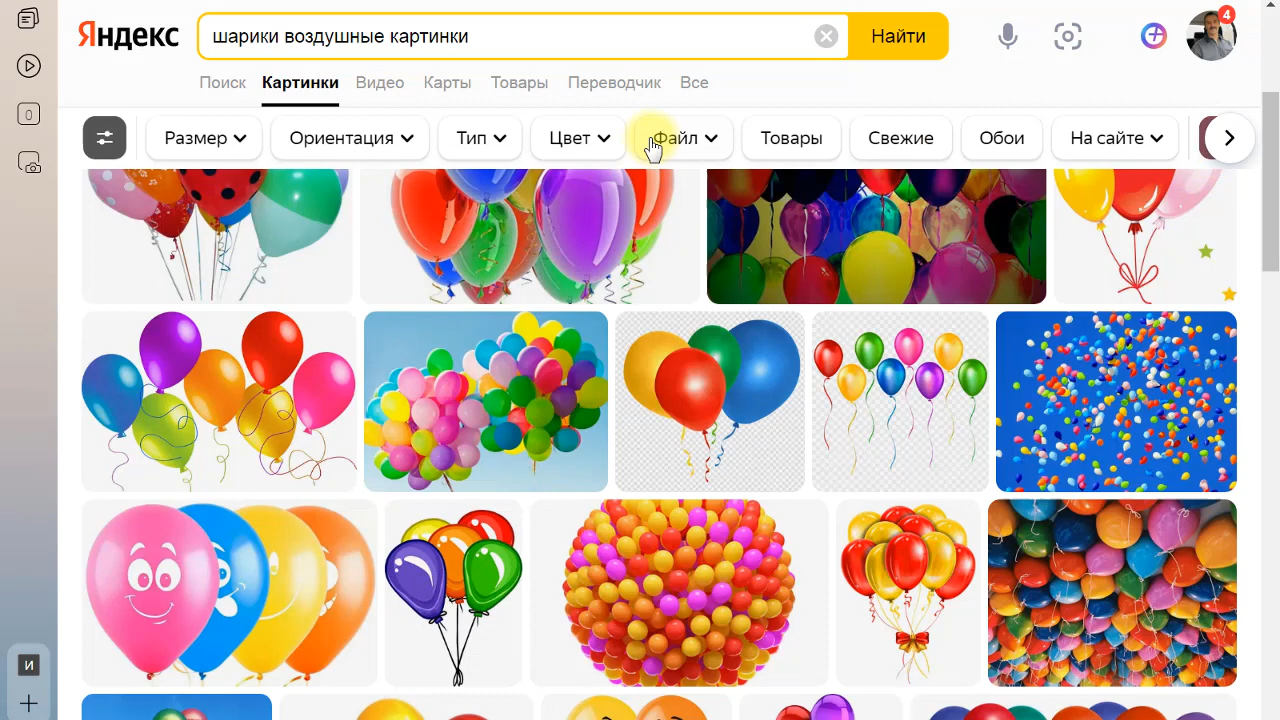 Яндекс
шарики воздушные картинки
Найти
4
Поиск Картинки Видео Карты Товары Переводчик Все
Размер Ориентация Тип Цвет Файл Товары Свежие Обои На сайте
0
И